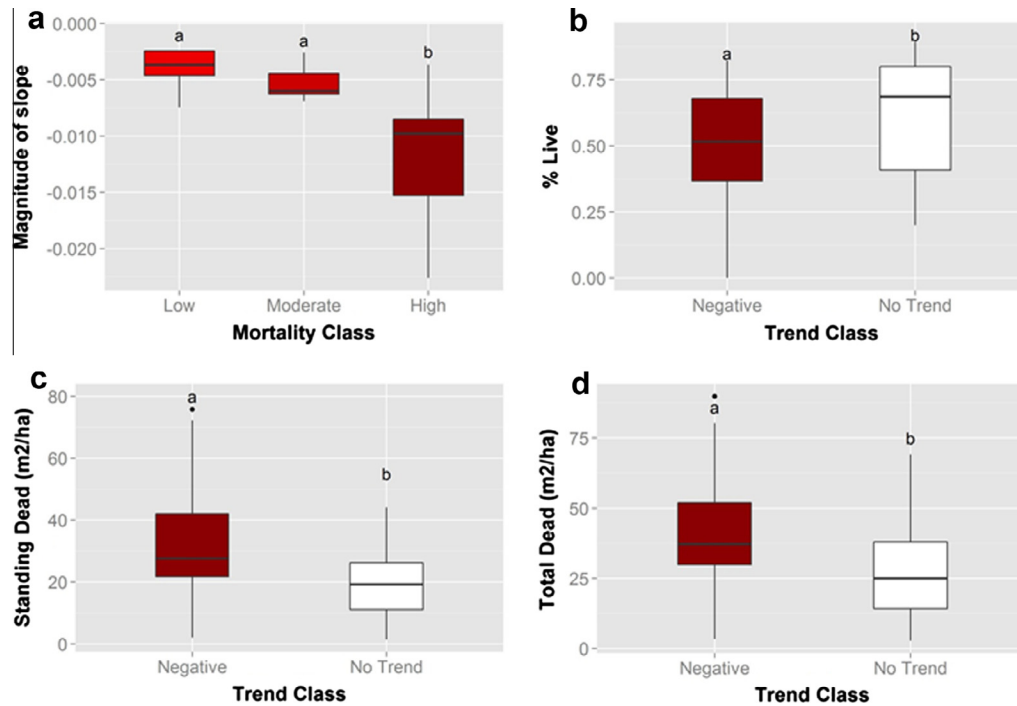 a
0.000
-0.005
-0.010
-0.015
-0.020
Magnitude of slope
a
a
b
Low Moderate High
Mortality Class
b
0.75
0.50
0.25
0.00
% Live
a
b
Negative No Trend
Trend Class
c
80
60
40
20
0
Standing Dead (m2/ha)
a
b
Negative No Trend
Trend Class
d
75
50
25
0
Total Dead (m2/ha)
a
b
Negative No Trend
Trend Class